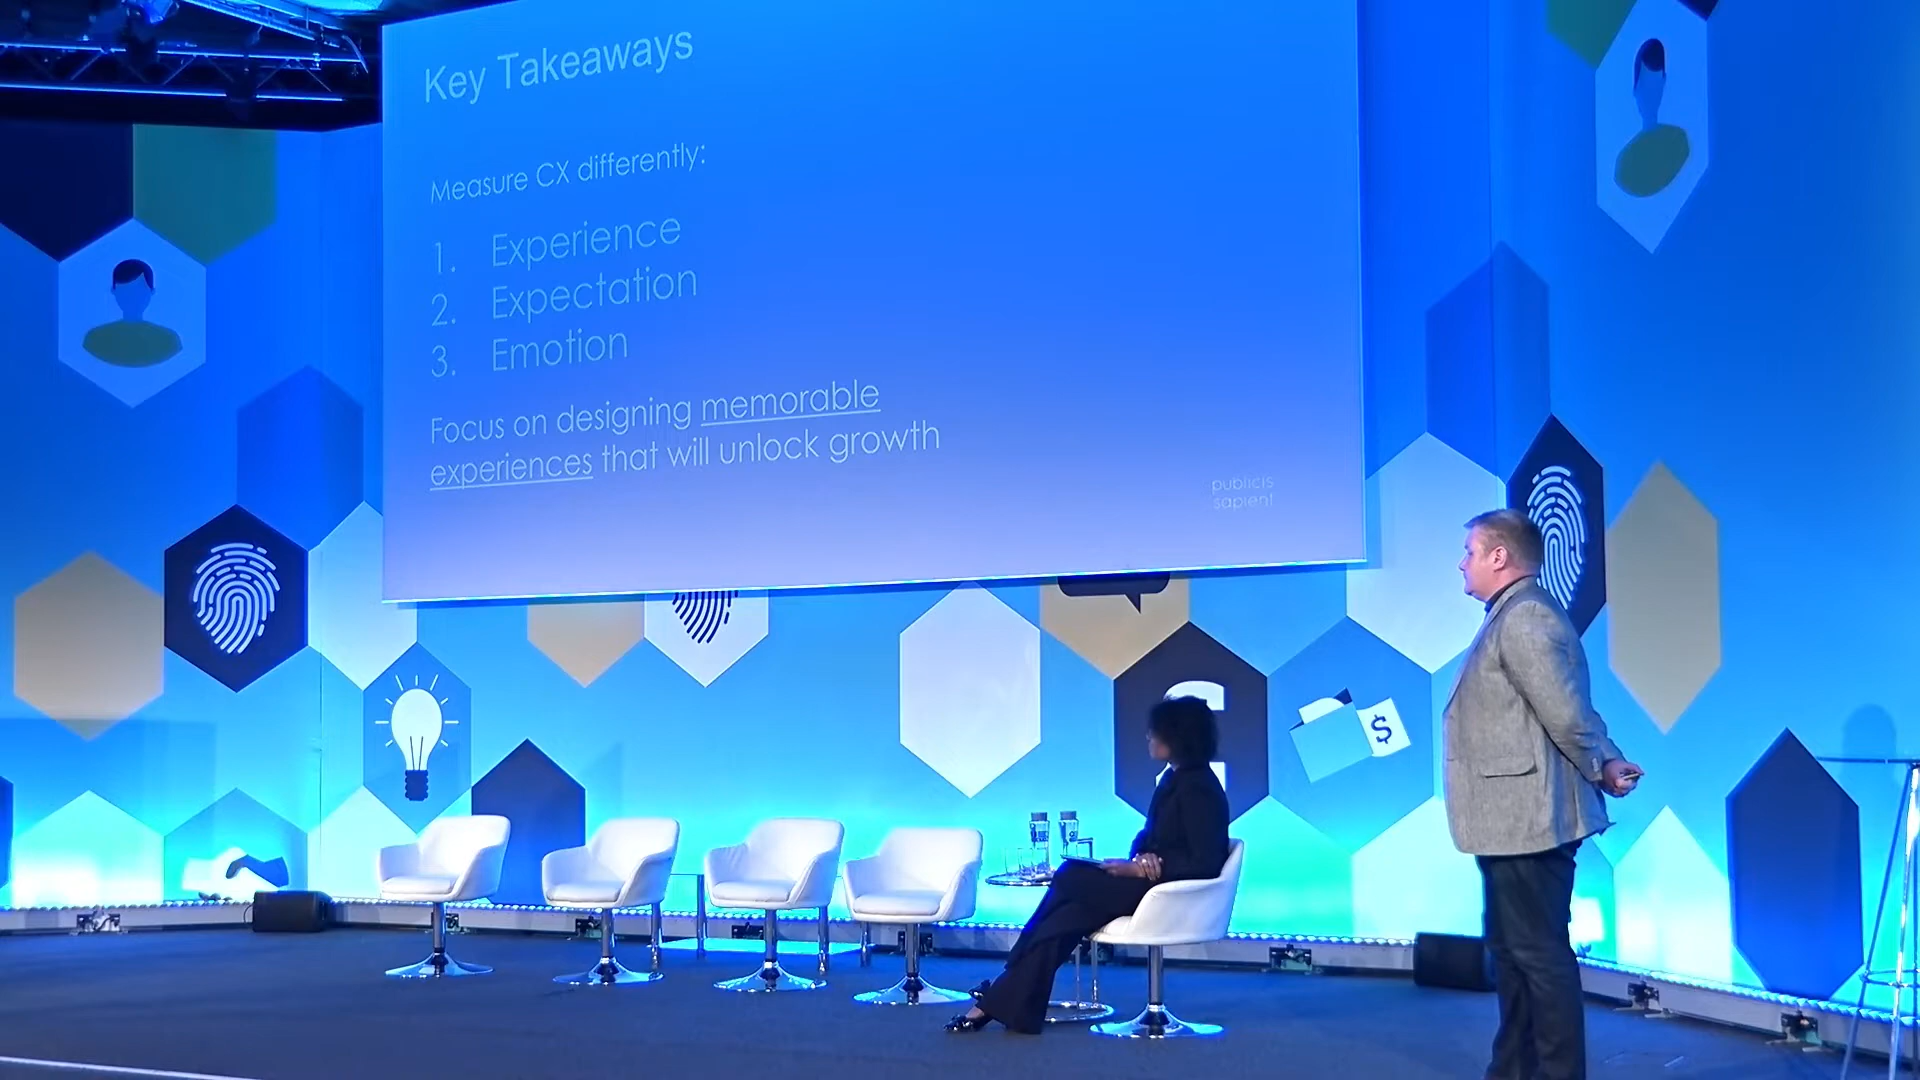 Key Takeaways
Measure CX differently:
1. Experience
2. Expectation
3. Emotion
Focus on designing memorable
experiences that will unlock growth
publicis
sapient
$